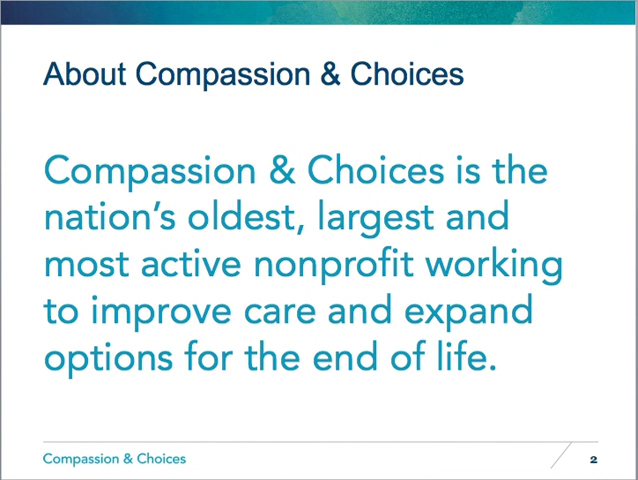 About Compassion & Choices
Compassion & Choices is the
nation’s oldest, largest and
most active nonprofit working
to improve care and expand
options for the end of life.
Compassion & Choices
2